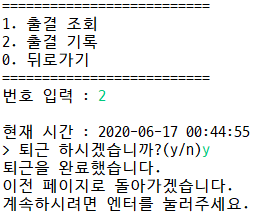 ==========================
1. 출결 조회
2. 출결 기록
0. 뒤로가기
==========================
번호 입력 : 2
현재 시간 : 2020-06-17 00:44:55
> 퇴근 하시겠습니까?(y/n)y
퇴근을 완료했습니다.
이전 페이지로 돌아가겠습니다.
계속하시려면 엔터를 눌러주세요.